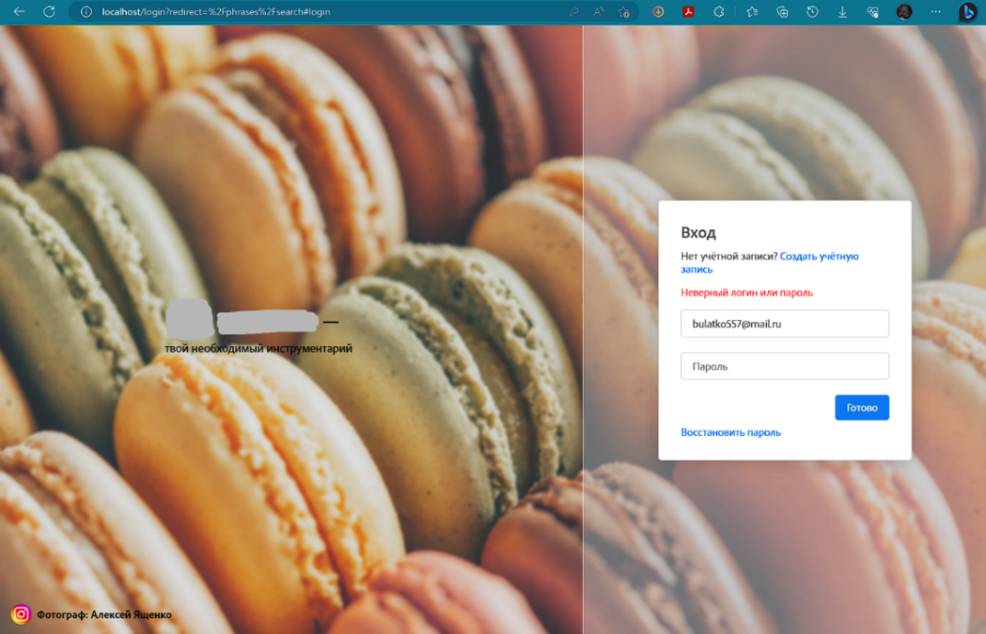 localhost/login?redirect=%2Fphrases%2Fsearch#login
—
твой необходимый инструментарий
Вход
Нет учётной записи? Создать учётную
запись
Неверный логин или пароль
bulatko557@mail.ru
Пароль
Готово
Восстановить пароль
Фотограф: Алексей Ященко